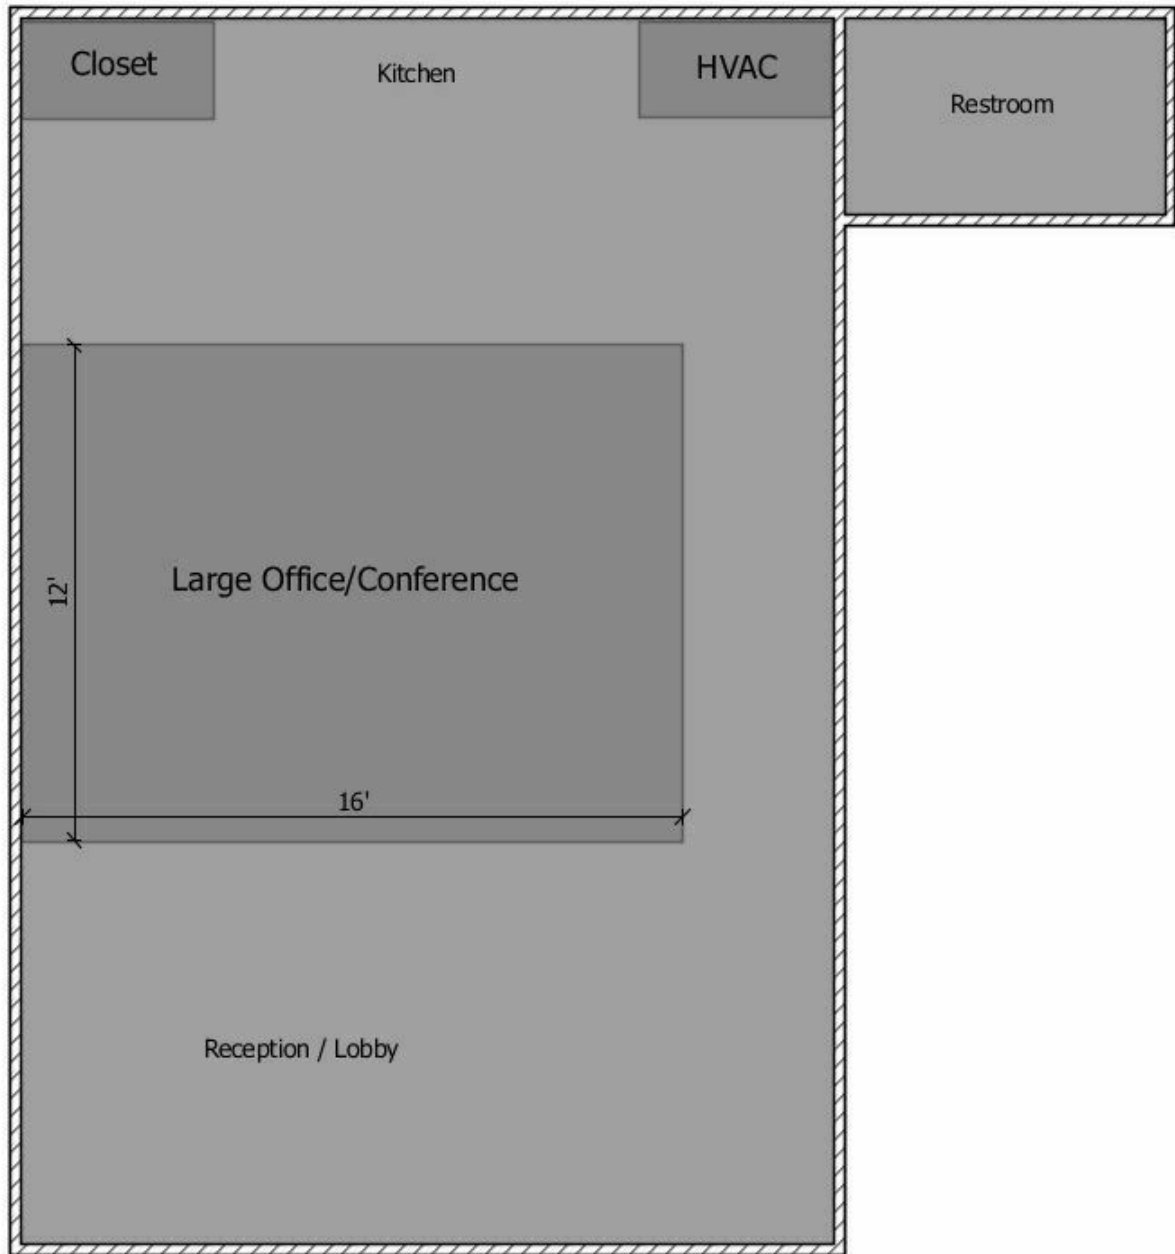 Closet
Kitchen
HVAC
Restroom
Large Office/Conference
12'
16'
Reception / Lobby